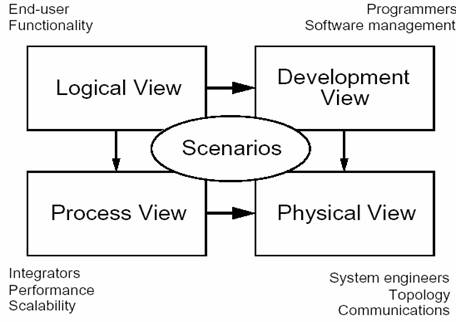 End-user
Functionality
Programmers
Software management
Logical View
Development
View
Scenarios
Process View
Physical View
Integrators
Performance
Scalability
System engineers
Topology
Communications